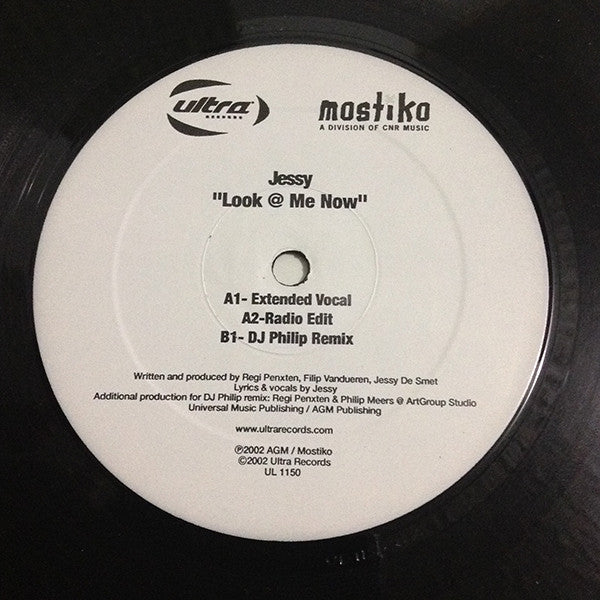 ultra
RECORDS
mostiko
A DIVISION OF CNR MUSIC
Jessy
"Look @ Me Now"
A1- Extended Vocal
A2-Radio Edit
B1- DJ Philip Remix
Written and produced by Regi Penxten, Filip Vandueren, Jessy De Smet
Lyrics & vocals by Jessy
Additional production for DJ Philip remix: Regi Penxten & Philip Meers @ ArtGroup Studio
Universal Music Publishing / AGM Publishing
www.ultrarecords.com
℗2002 AGM / Mostiko
©2002 Ultra Records
UL 1150